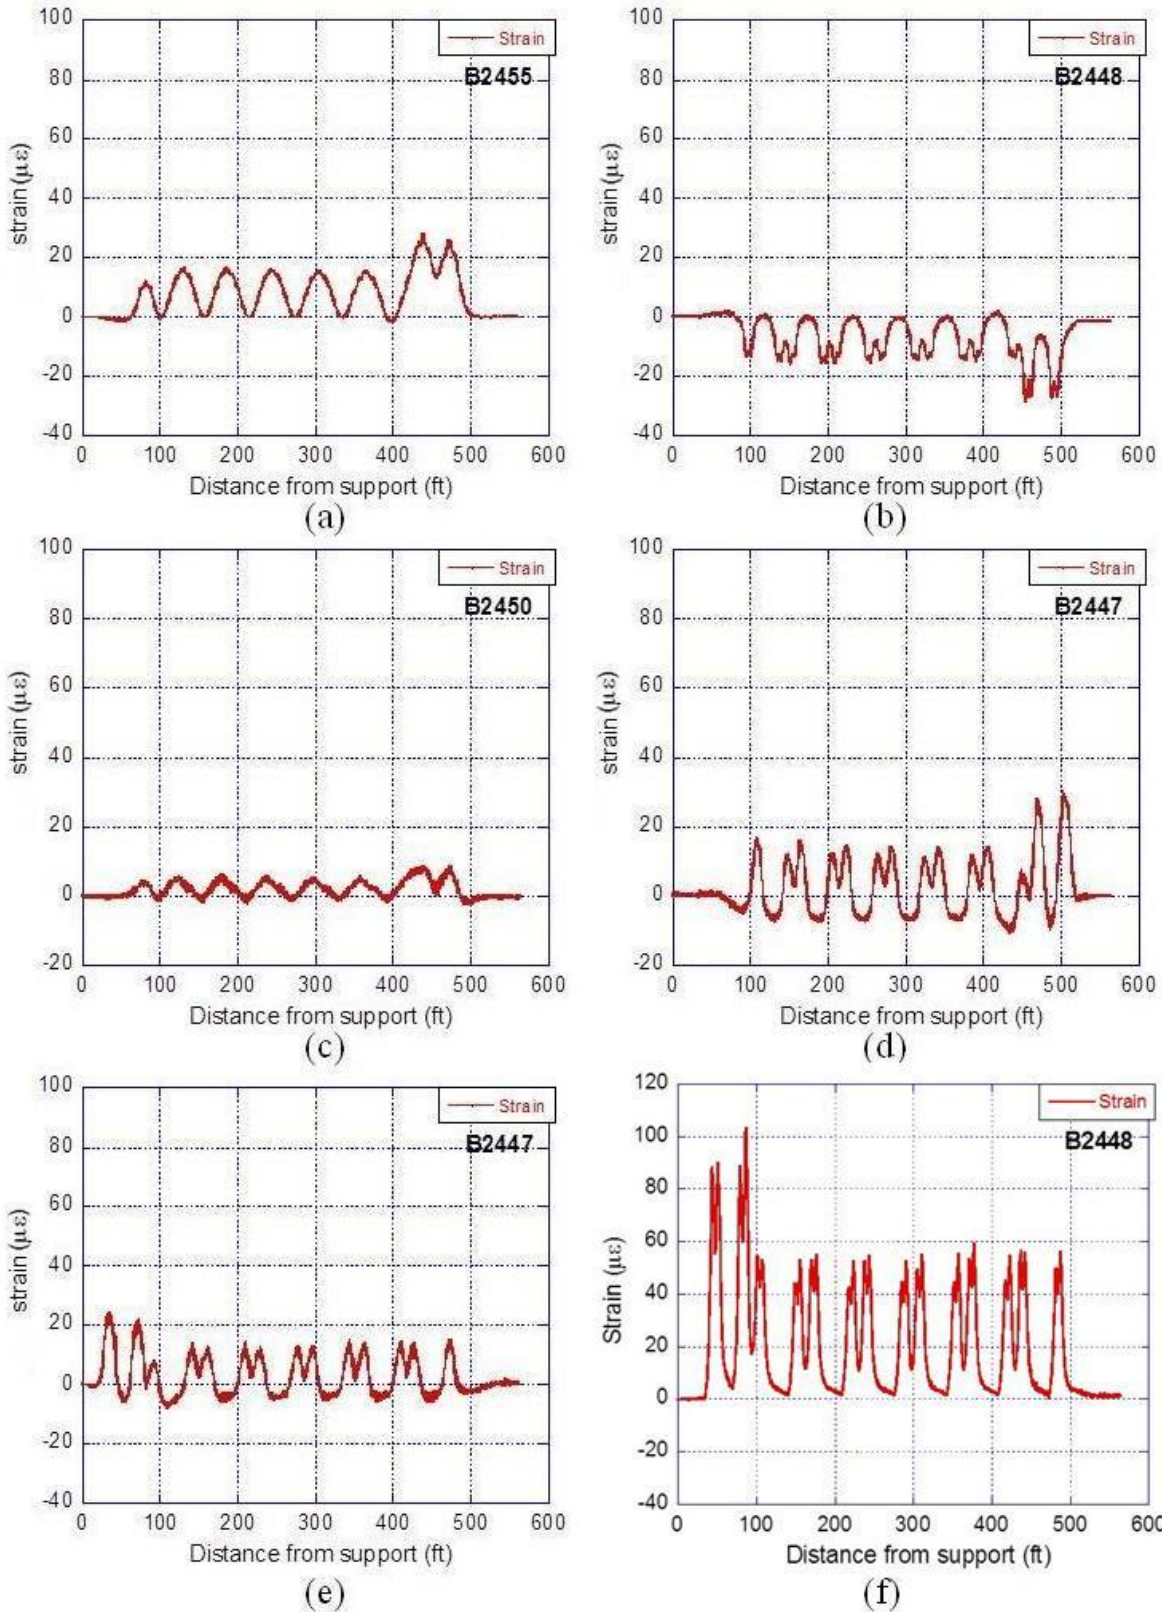 100
80
60
40
20
0
-20
-40
strain (με)
Strain
B2455
0 100 200 300 400 500 600
Distance from support (ft)
(a)
100
80
60
40
20
0
-20
-40
strain (με)
Strain
B2448
0 100 200 300 400 500 600
Distance from support (ft)
(b)
100
80
60
40
20
0
-20
strain (με)
Strain
B2450
0 100 200 300 400 500 600
Distance from support (ft)
(c)
100
80
60
40
20
0
-20
strain (με)
Strain
B2447
0 100 200 300 400 500 600
Distance from support (ft)
(d)
100
80
60
40
20
0
-20
-40
strain (με)
Strain
B2447
0 100 200 300 400 500 600
Distance from support (ft)
(e)
120
100
80
60
40
20
0
-20
-40
Strain (με)
Strain
B2448
0 100 200 300 400 500 600
Distance from support (ft)
(f)